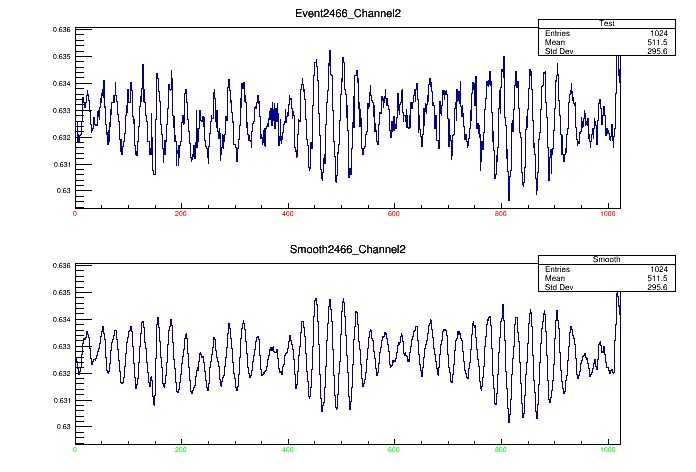 Event2466_Channel2
Test
Entries 1024
Mean 511.5
Std Dev 295.6
0.636
0.635
0.634
0.633
0.632
0.631
0.63
0 200 400 600 800 1000
Smooth2466_Channel2
Smooth
Entries 1024
Mean 511.5
Std Dev 295.6
0.636
0.635
0.634
0.633
0.632
0.631
0.63
0 200 400 600 800 1000